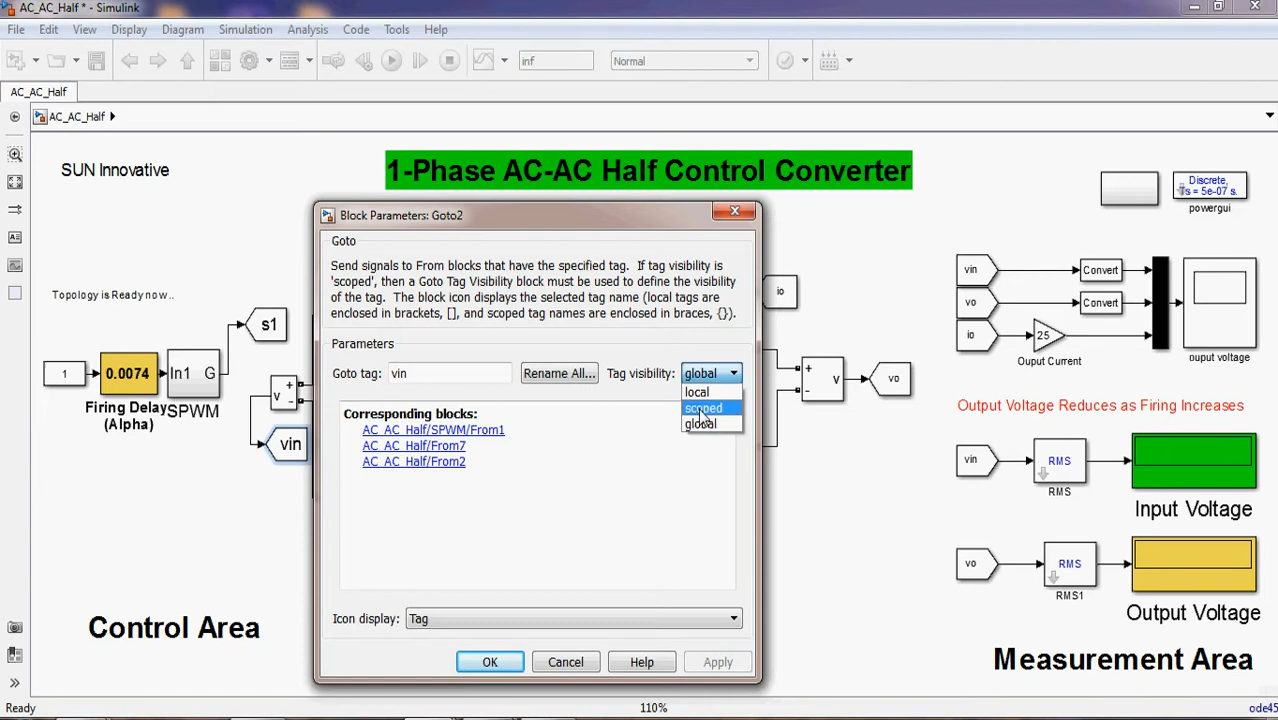 AC_AC_Half * - Simulink
File Edit View Display Diagram Simulation Analysis Code Tools Help
inf Normal
AC_AC_Half
AC_AC_Half
SUN Innovative
1-Phase AC-AC Half Control Converter
Discrete,
s = 5e-07 s.
powergui
Block Parameters: Goto2
Goto
Send signals to From blocks that have the specified tag. If tag visibility is
'scoped', then a Goto Tag Visibility block must be used to define the visibility
of the tag. The block icon displays the selected tag name (local tags are
enclosed in brackets, [], and scoped tag names are enclosed in braces, {}).
Parameters
Goto tag: vin Rename All... Tag visibility: global
local
scoped
global
Corresponding blocks:
AC_AC_Half/SPWM/From1
AC_AC_Half/From7
AC_AC_Half/From2
Icon display: Tag
OK Cancel Help Apply
Topology is Ready now..
s1
1 0.0074 In1 G
Firing Delay
(Alpha)
SPWM
+
v
-
vin
io
+
v
-
vo
vin Convert
vo Convert
io 25
Ouput Current
ouput voltage
Output Voltage Reduces as Firing Increases
vin RMS
RMS
Input Voltage
vo RMS
RMS1
Output Voltage
Control Area
Measurement Area
Ready 110% ode45